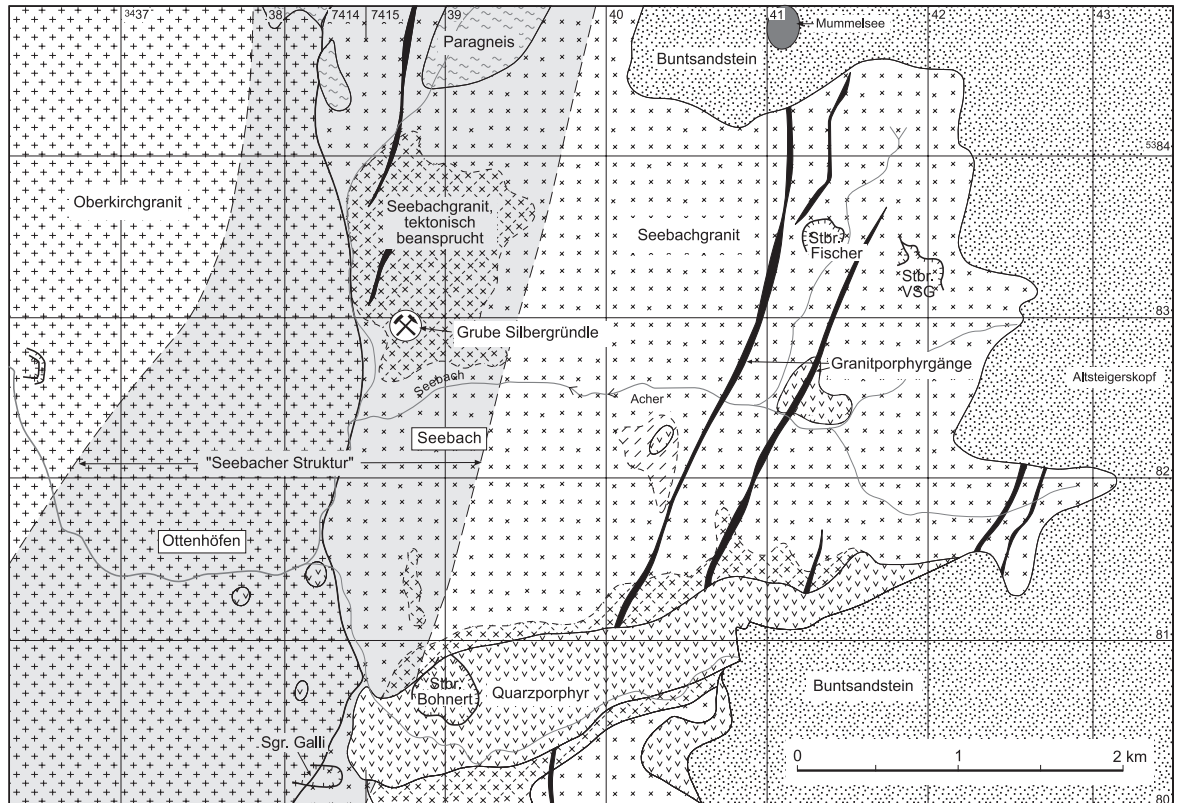 3437
38
7414
7415
39
40
41
42
43
Mummelsee
Paragneis
Buntsandstein
5384
Oberkirchgranit
Seebachgranit,
tektonisch
beansprucht
Seebachgranit
Stbr.
Fischer
Stbr.
VSG
83
Grube Silbergründle
Granitporphyrgänge
Altsteigerskopf
Seebach
Acher
Seebach
"Seebacher Struktur"
82
Ottenhöfen
81
Stbr.
Bohnert
Quarzporphyr
Buntsandstein
Sgr. Galli
0 1 2 km
80